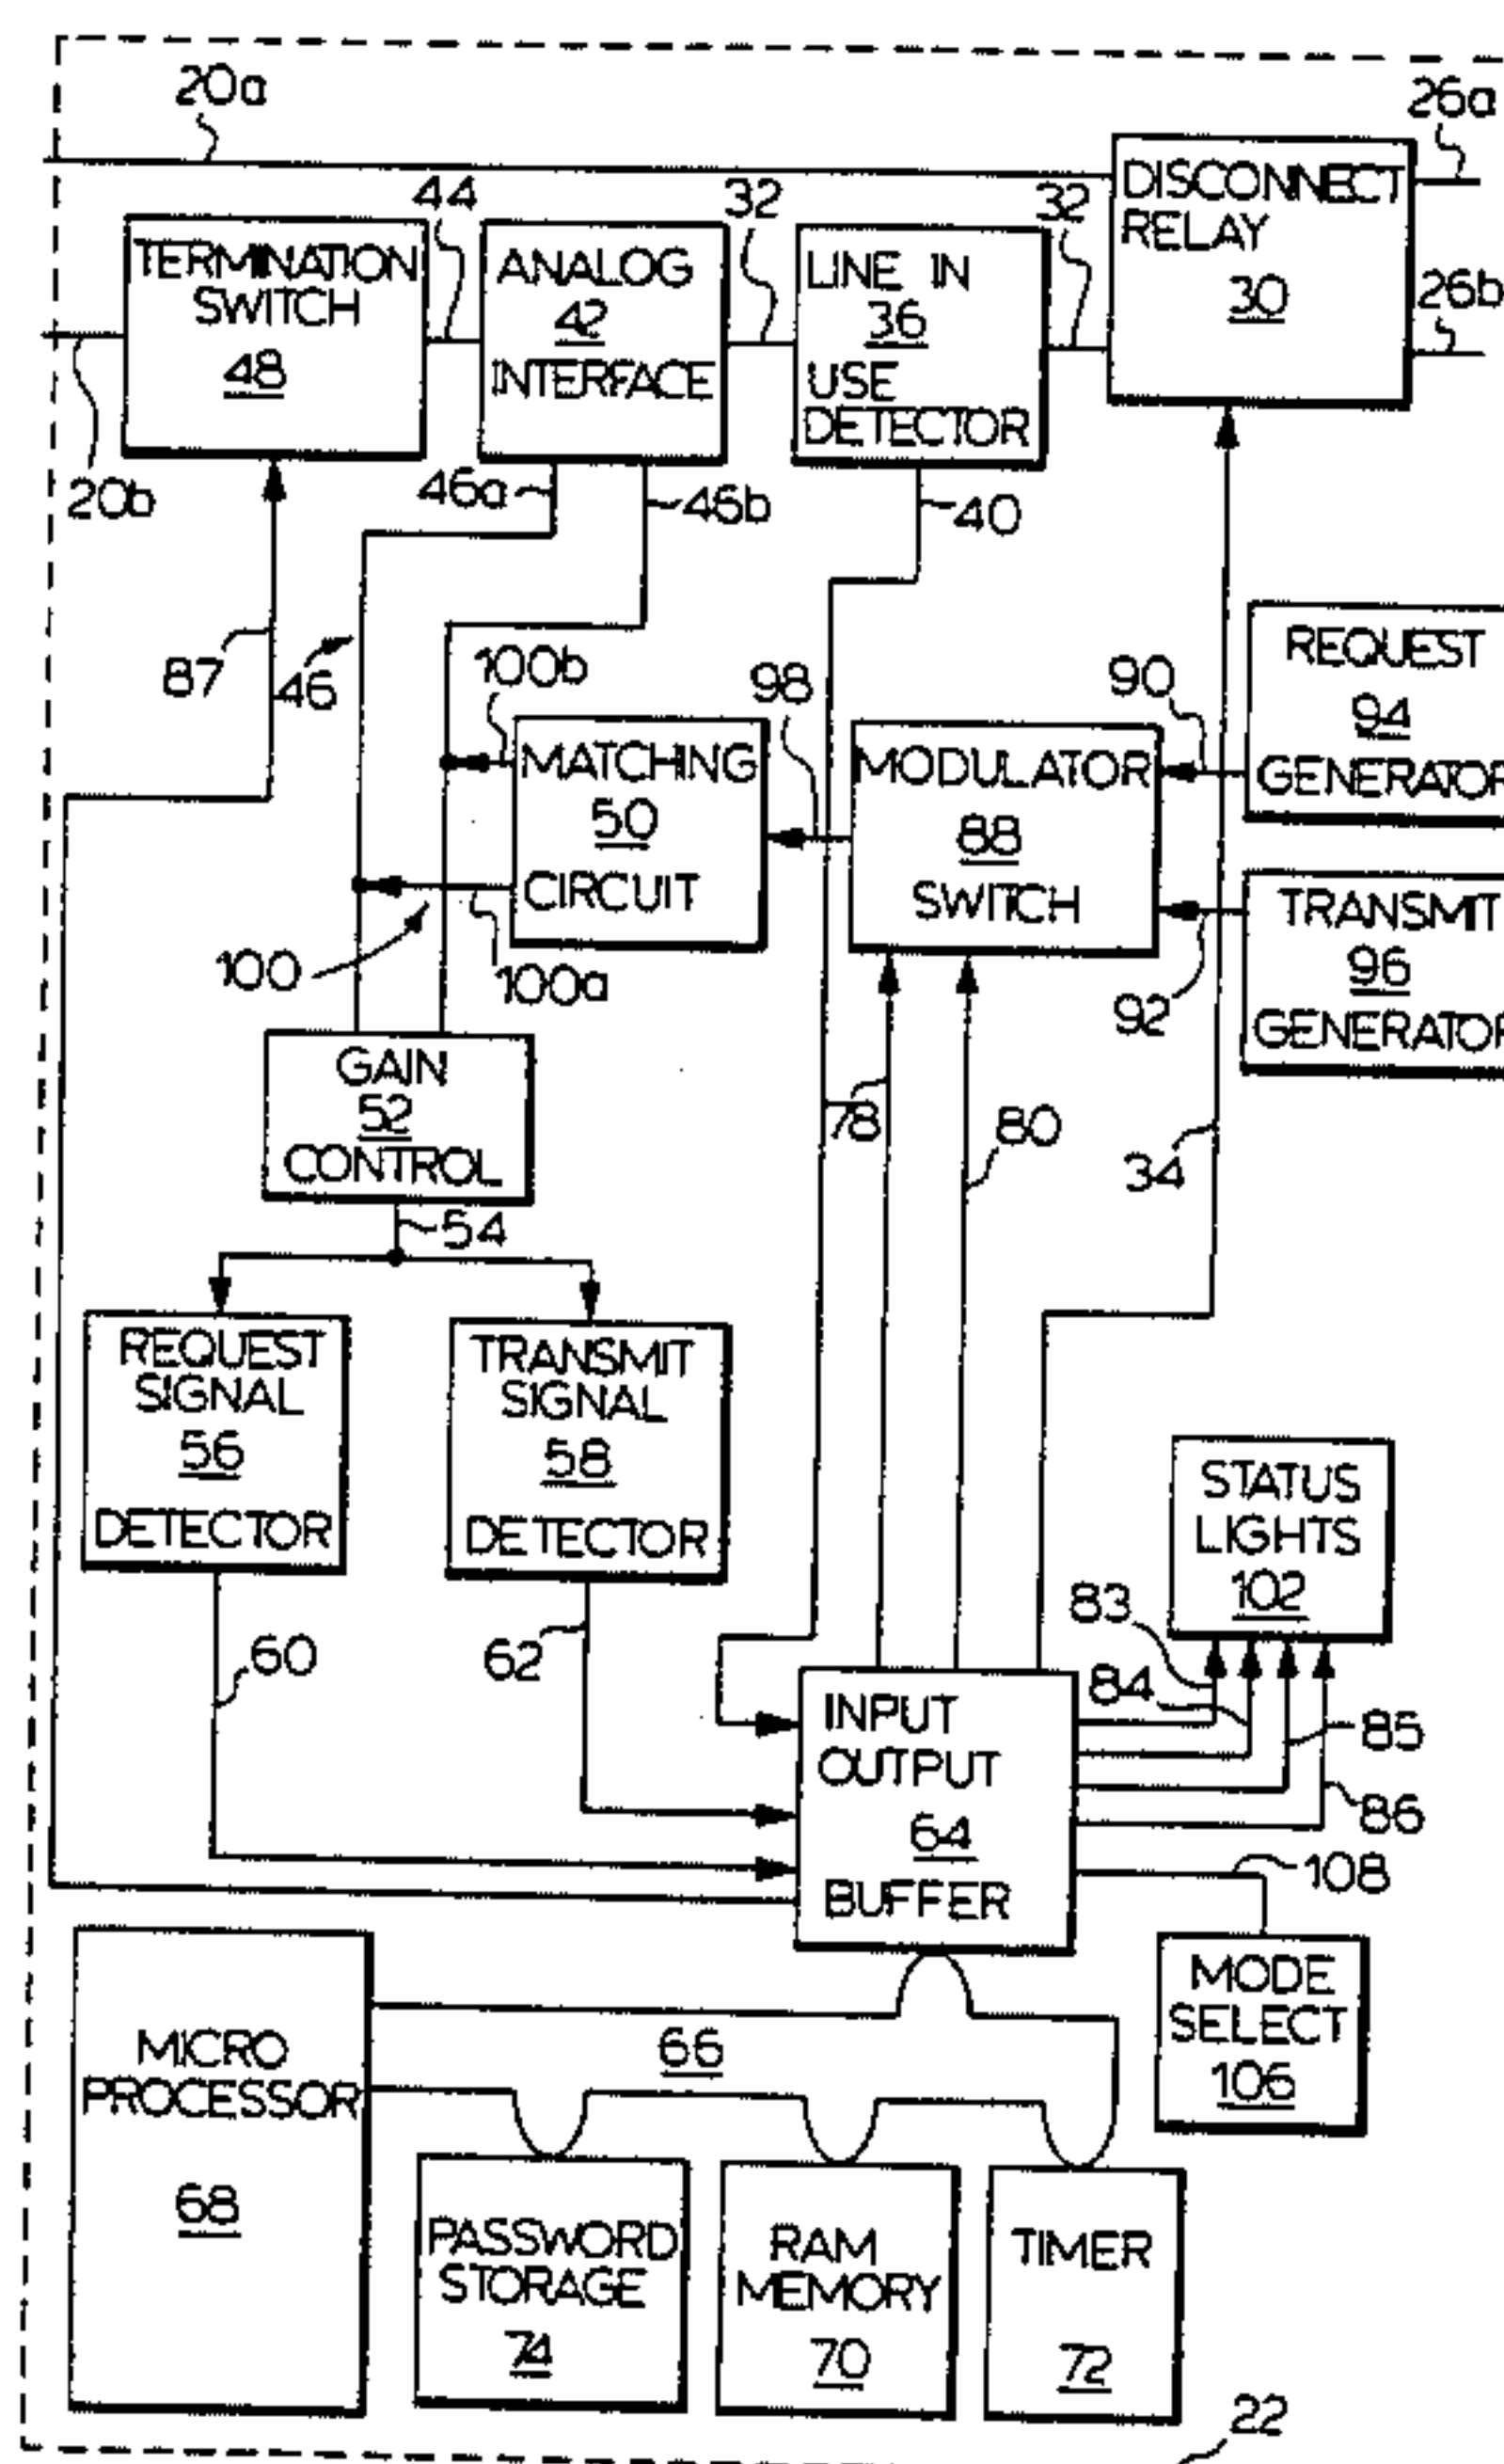 20a
26a
44
32
32
DISCONNECT
RELAY
30
TERMINATION
SWITCH
48
ANALOG
42
INTERFACE
LINE IN
36
USE
DETECTOR
26b
20b
46a
46b
40
87
46
100b
98
90
REQUEST
94
GENERATOR
MATCHING
50
CIRCUIT
MODULATOR
88
SWITCH
TRANSMIT
96
GENERATOR
100
100a
92
GAIN
52
CONTROL
78
80
34
54
REQUEST
SIGNAL
56
DETECTOR
TRANSMIT
SIGNAL
58
DETECTOR
STATUS
LIGHTS
102
60
62
83
84
85
86
INPUT
OUTPUT
64
BUFFER
108
MODE
SELECT
106
MICRO
PROCESSOR
68
66
PASSWORD
STORAGE
74
RAM
MEMORY
70
TIMER
72
22